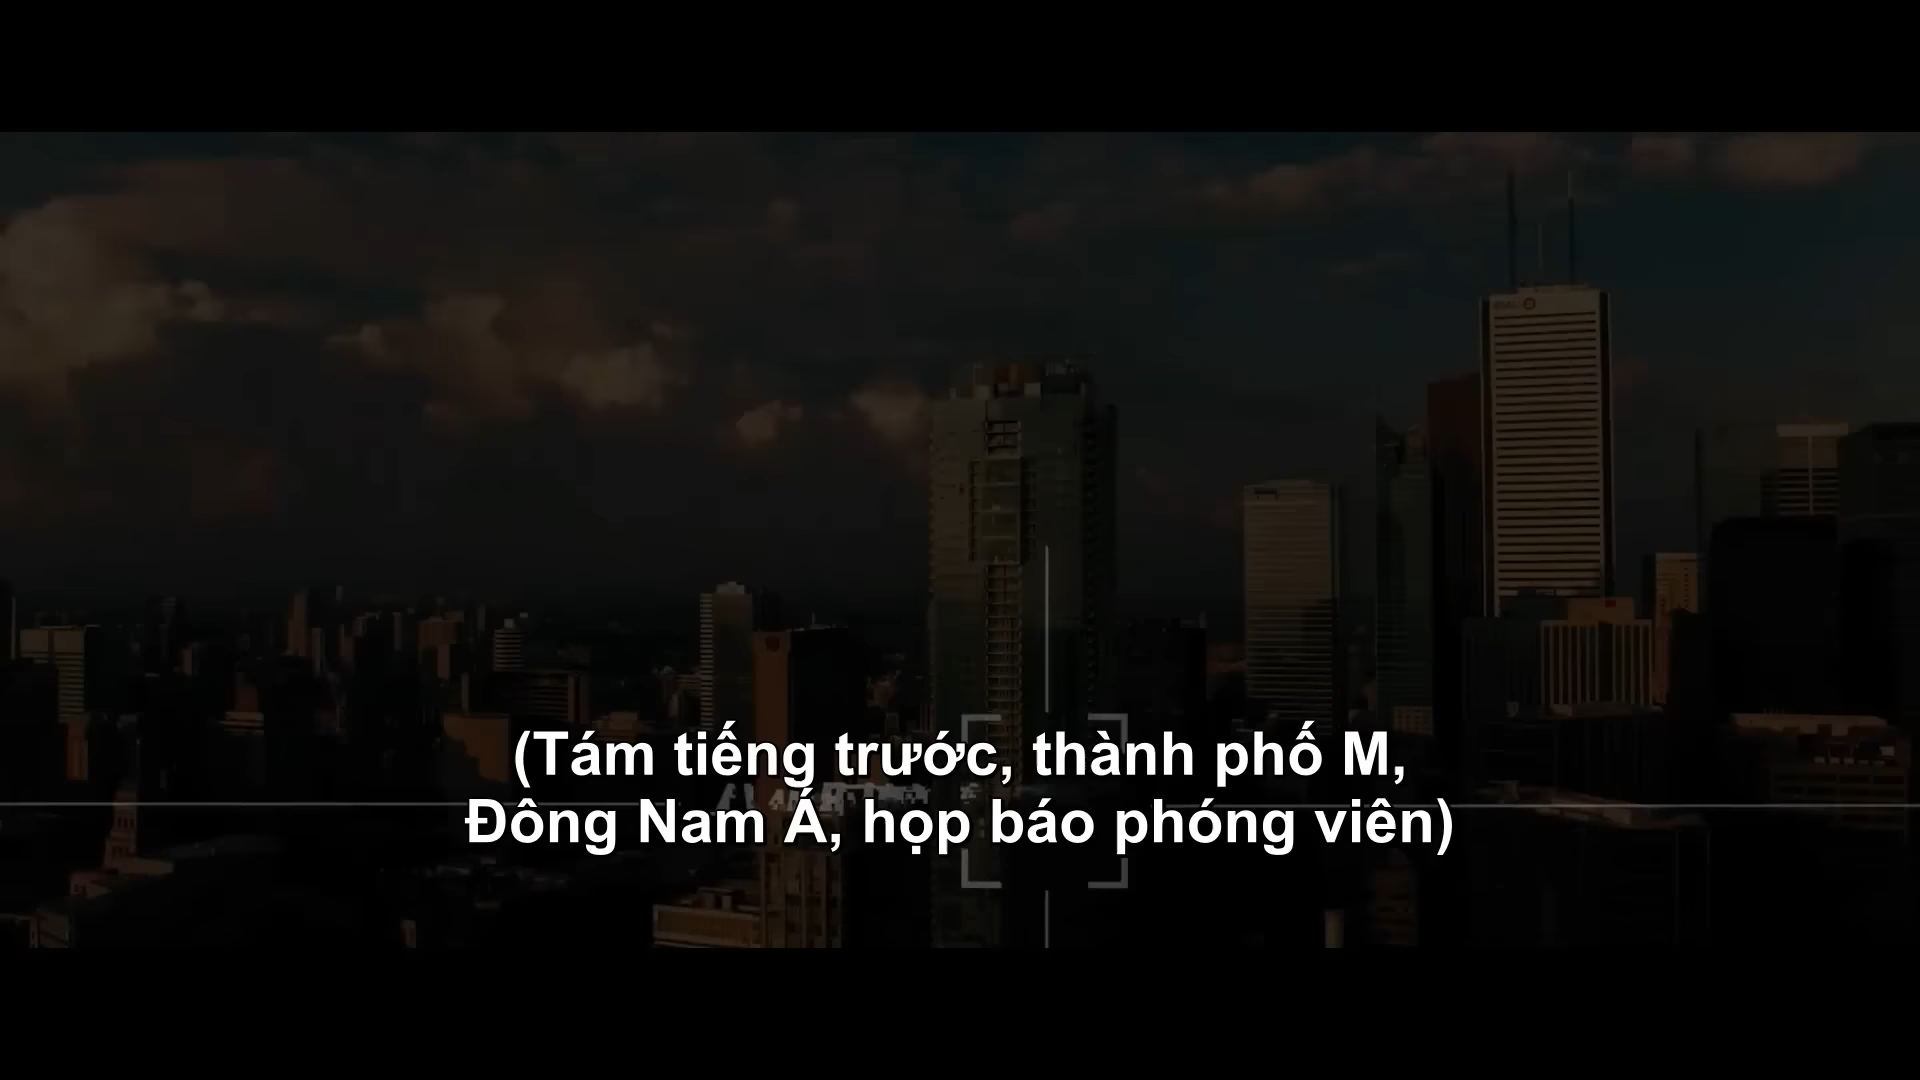 (Tám tiếng trước, thành phố M,
Đông Nam Á, họp báo phóng viên)